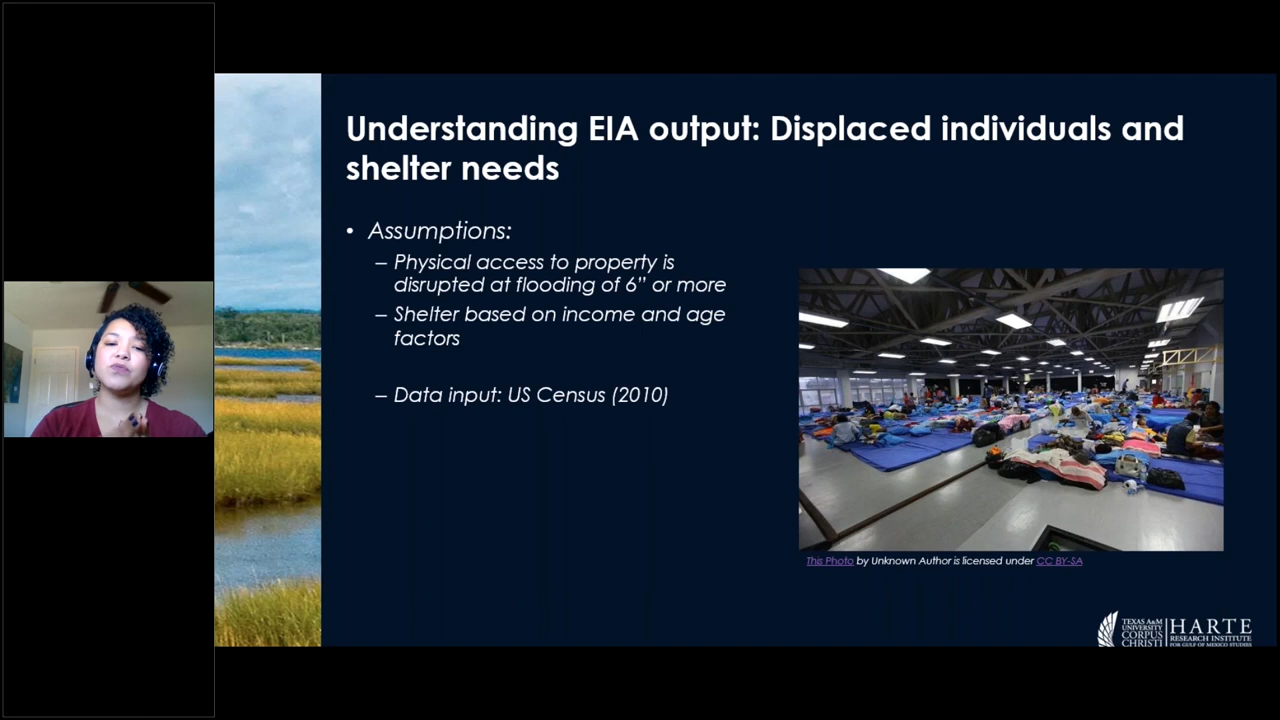 Understanding EIA output: Displaced individuals and
shelter needs
• Assumptions:
– Physical access to property is
disrupted at flooding of 6” or more
– Shelter based on income and age
factors
– Data input: US Census (2010)
This Photo by Unknown Author is licensed under CC BY-SA
TEXAS A&M
UNIVERSITY
CORPUS
CHRISTI
HARTE
RESEARCH INSTITUTE
FOR GULF OF MEXICO STUDIES